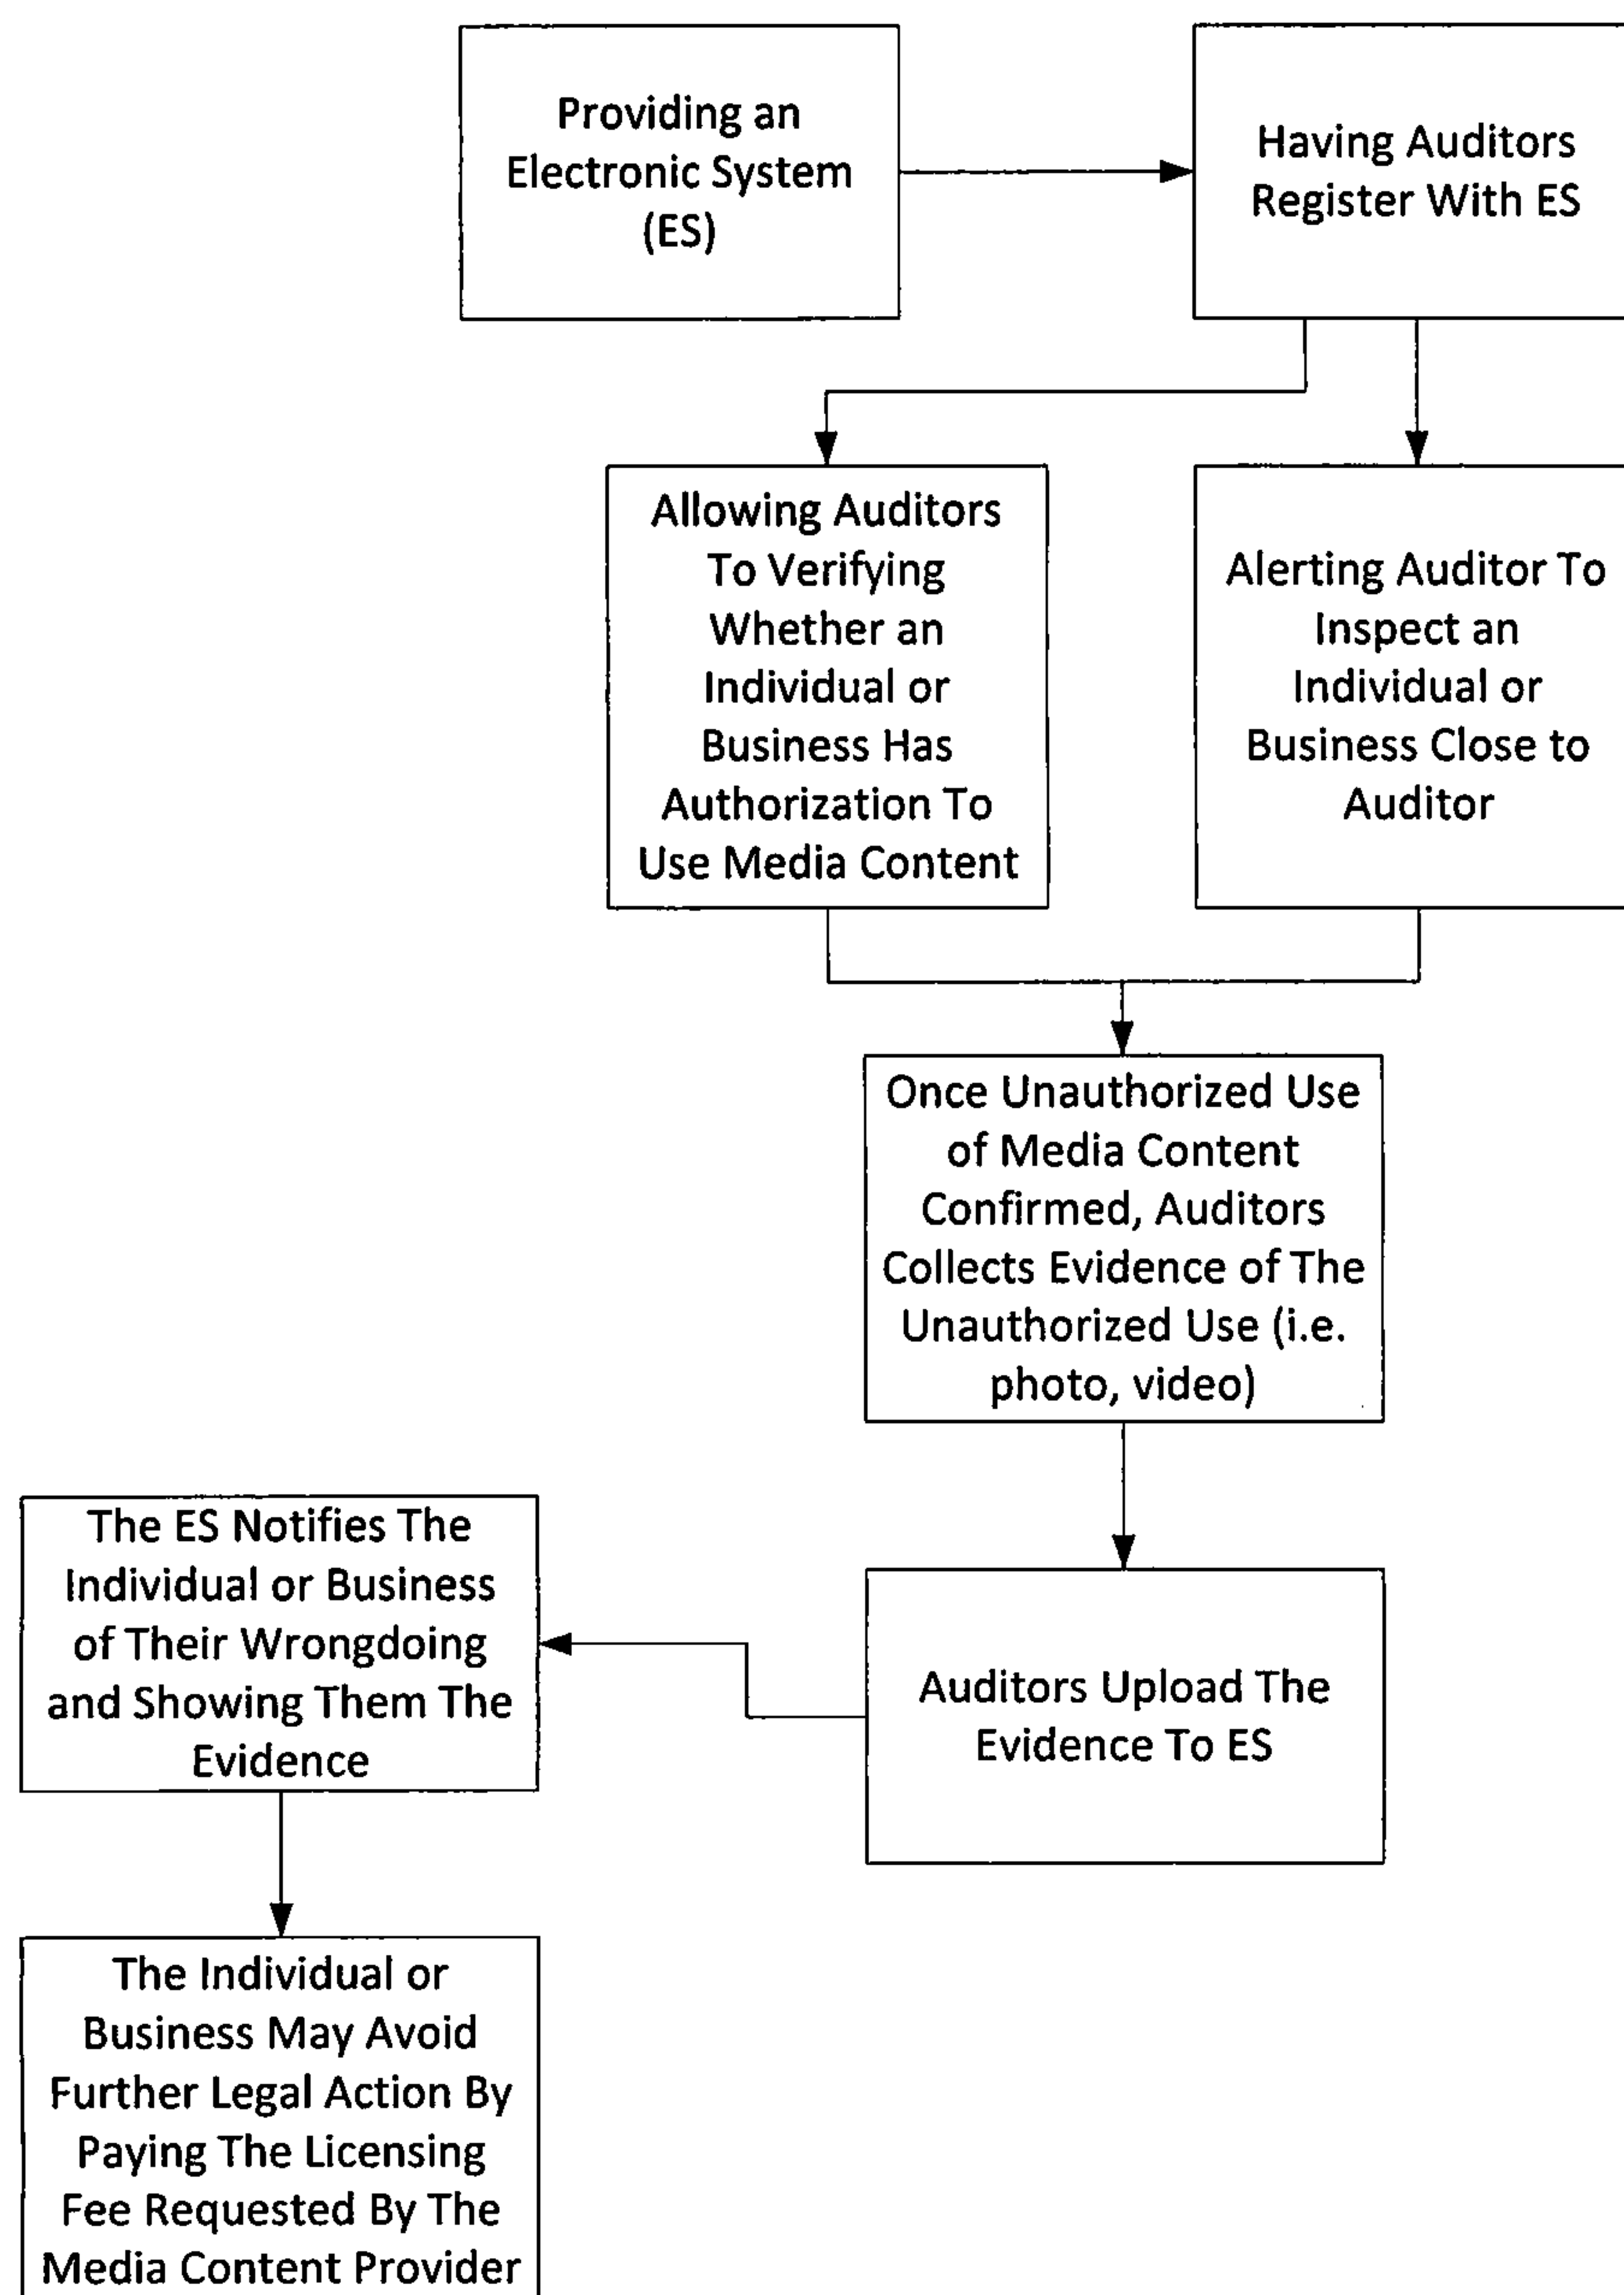 Providing an
Electronic System
(ES)
Having Auditors
Register With ES
Allowing Auditors
To Verifying
Whether an
Individual or
Business Has
Authorization To
Use Media Content
Alerting Auditor To
Inspect an
Individual or
Business Close to
Auditor
Once Unauthorized Use
of Media Content
Confirmed, Auditors
Collects Evidence of The
Unauthorized Use (i.e.
photo, video)
Auditors Upload The
Evidence To ES
The ES Notifies The
Individual or Business
of Their Wrongdoing
and Showing Them The
Evidence
The Individual or
Business May Avoid
Further Legal Action By
Paying The Licensing
Fee Requested By The
Media Content Provider